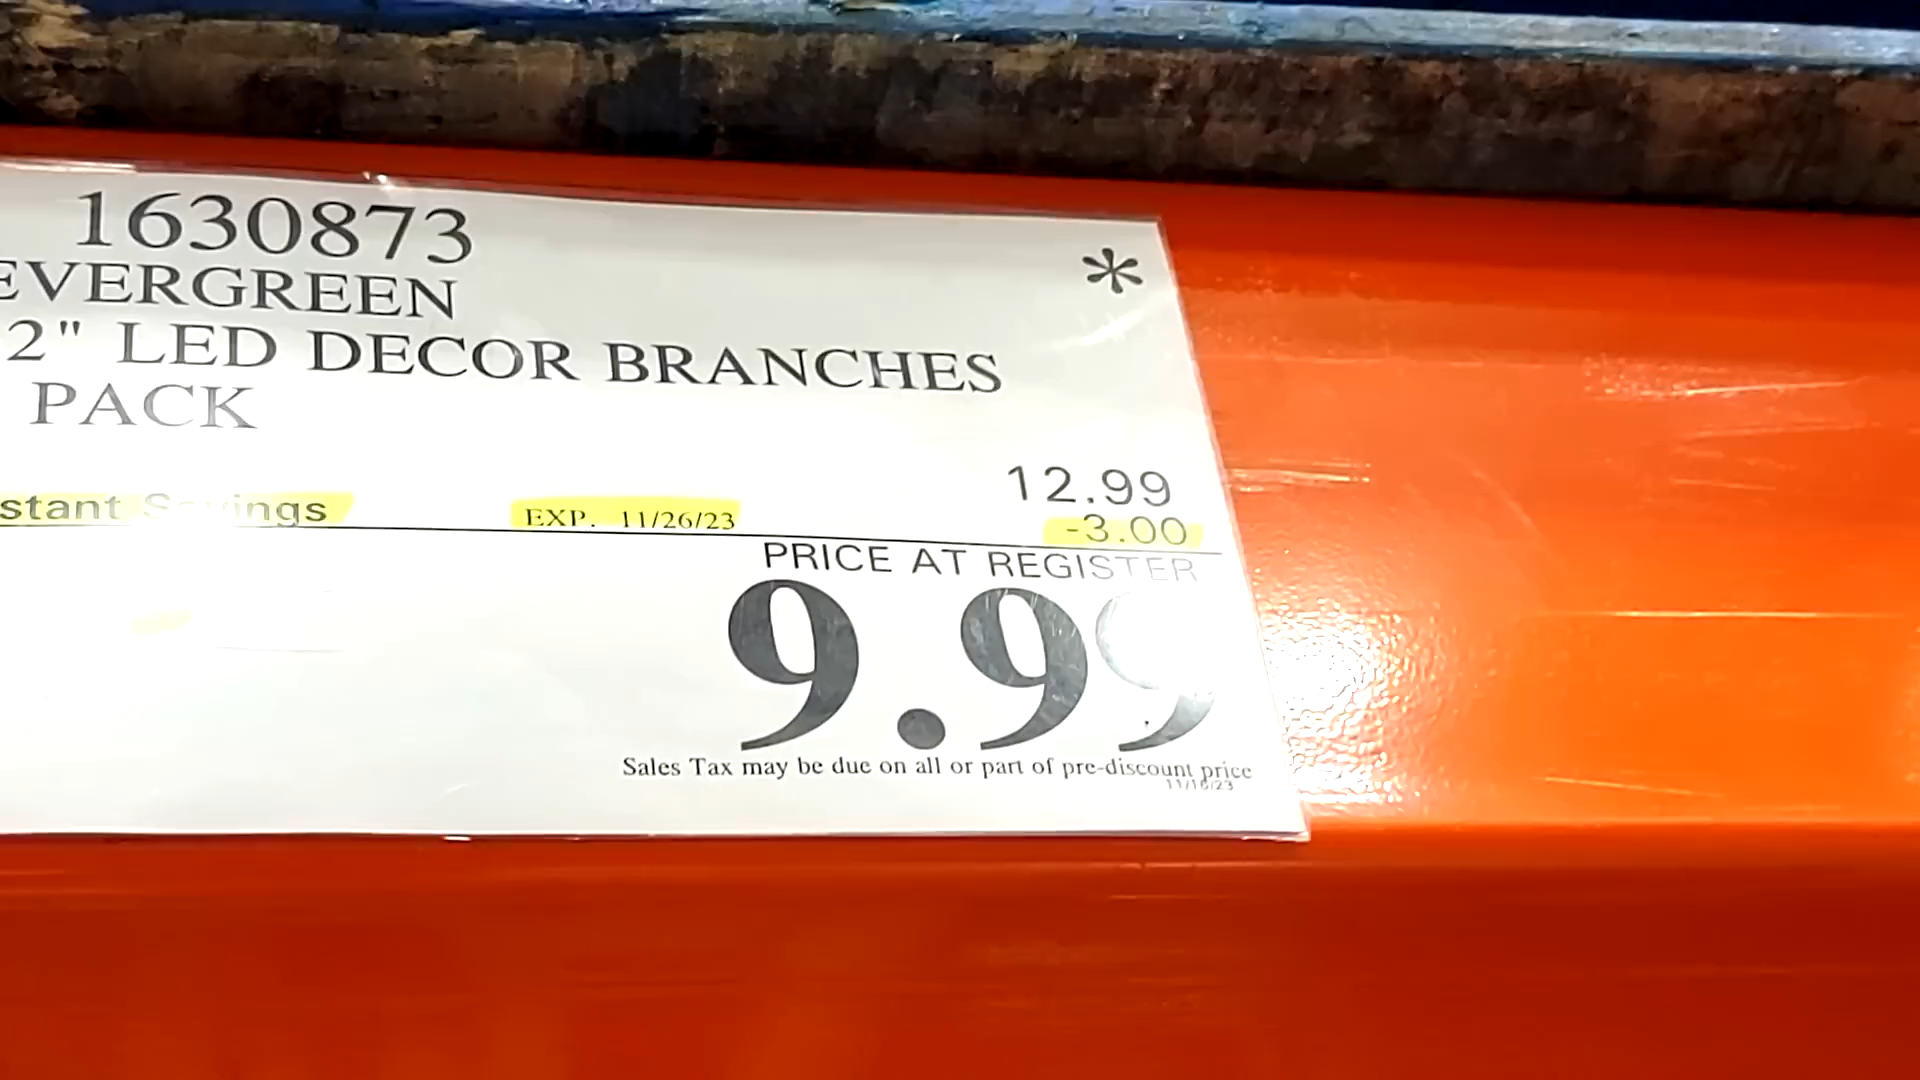 1630873
*
EVERGREEN
2" LED DECOR BRANCHES
PACK
12.99
stant Savings EXP. 11/26/23 -3.00
PRICE AT REGISTER
9.99
Sales Tax may be due on all or part of pre-discount price